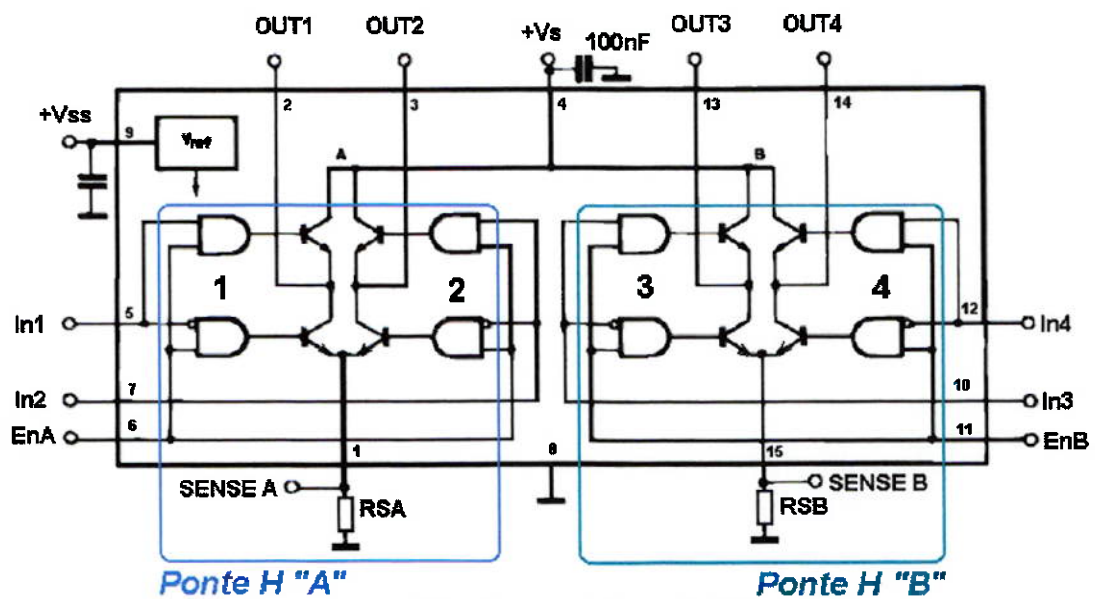 OUT1 OUT2 +Vs 100nF OUT3 OUT4
2 3 4 13 14
+Vss 9 Vref
A B
1 2 3 4
In1 5 12 In4
In2 7 10 In3
EnA 6 11 EnB
1 8 15
SENSE A SENSE B
RSA RSB
Ponte H "A" Ponte H "B"